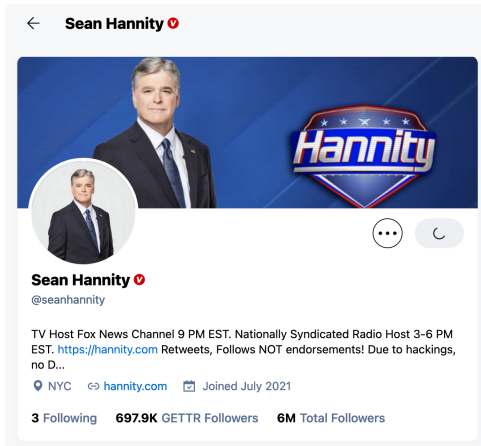 Sean Hannity
Hannity
Sean Hannity
@seanhannity
TV Host Fox News Channel 9 PM EST. Nationally Syndicated Radio Host 3-6 PM
EST. https://hannity.com Retweets, Follows NOT endorsements! Due to hackings,
no D...
NYC hannity.com Joined July 2021
3 Following 697.9K GETTR Followers 6M Total Followers